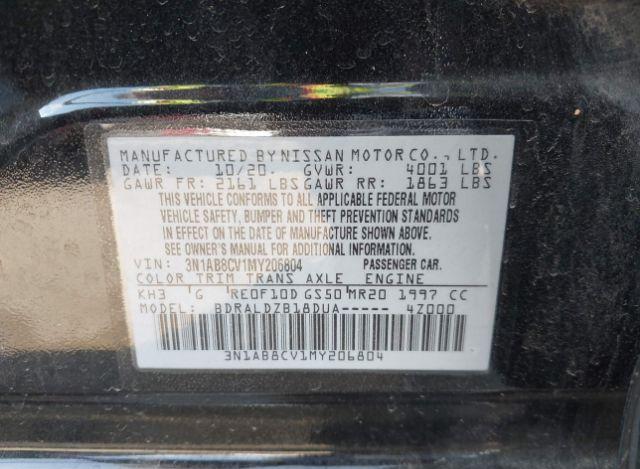 MANUFACTURED BY NISSAN MOTOR CO., LTD.
DATE: 10/20 GVWR: 4001 LBS
GAWR FR: 2161 LBS GAWR RR: 1863 LBS
THIS VEHICLE CONFORMS TO ALL APPLICABLE FEDERAL MOTOR
VEHICLE SAFETY, BUMPER AND THEFT PREVENTION STANDARDS
IN EFFECT ON THE DATE OF MANUFACTURE SHOWN ABOVE.
SEE OWNER'S MANUAL FOR ADDITIONAL INFORMATION.
VIN: 3N1AB8CV1MY206804 PASSENGER CAR.
COLOR TRIM TRANS AXLE ENGINE
KH3 G RE0F10D GS50 MR20 1997 CC
MODEL: BDRALDZB18DUA----- 4Z000
3N1AB8CV1MY206804